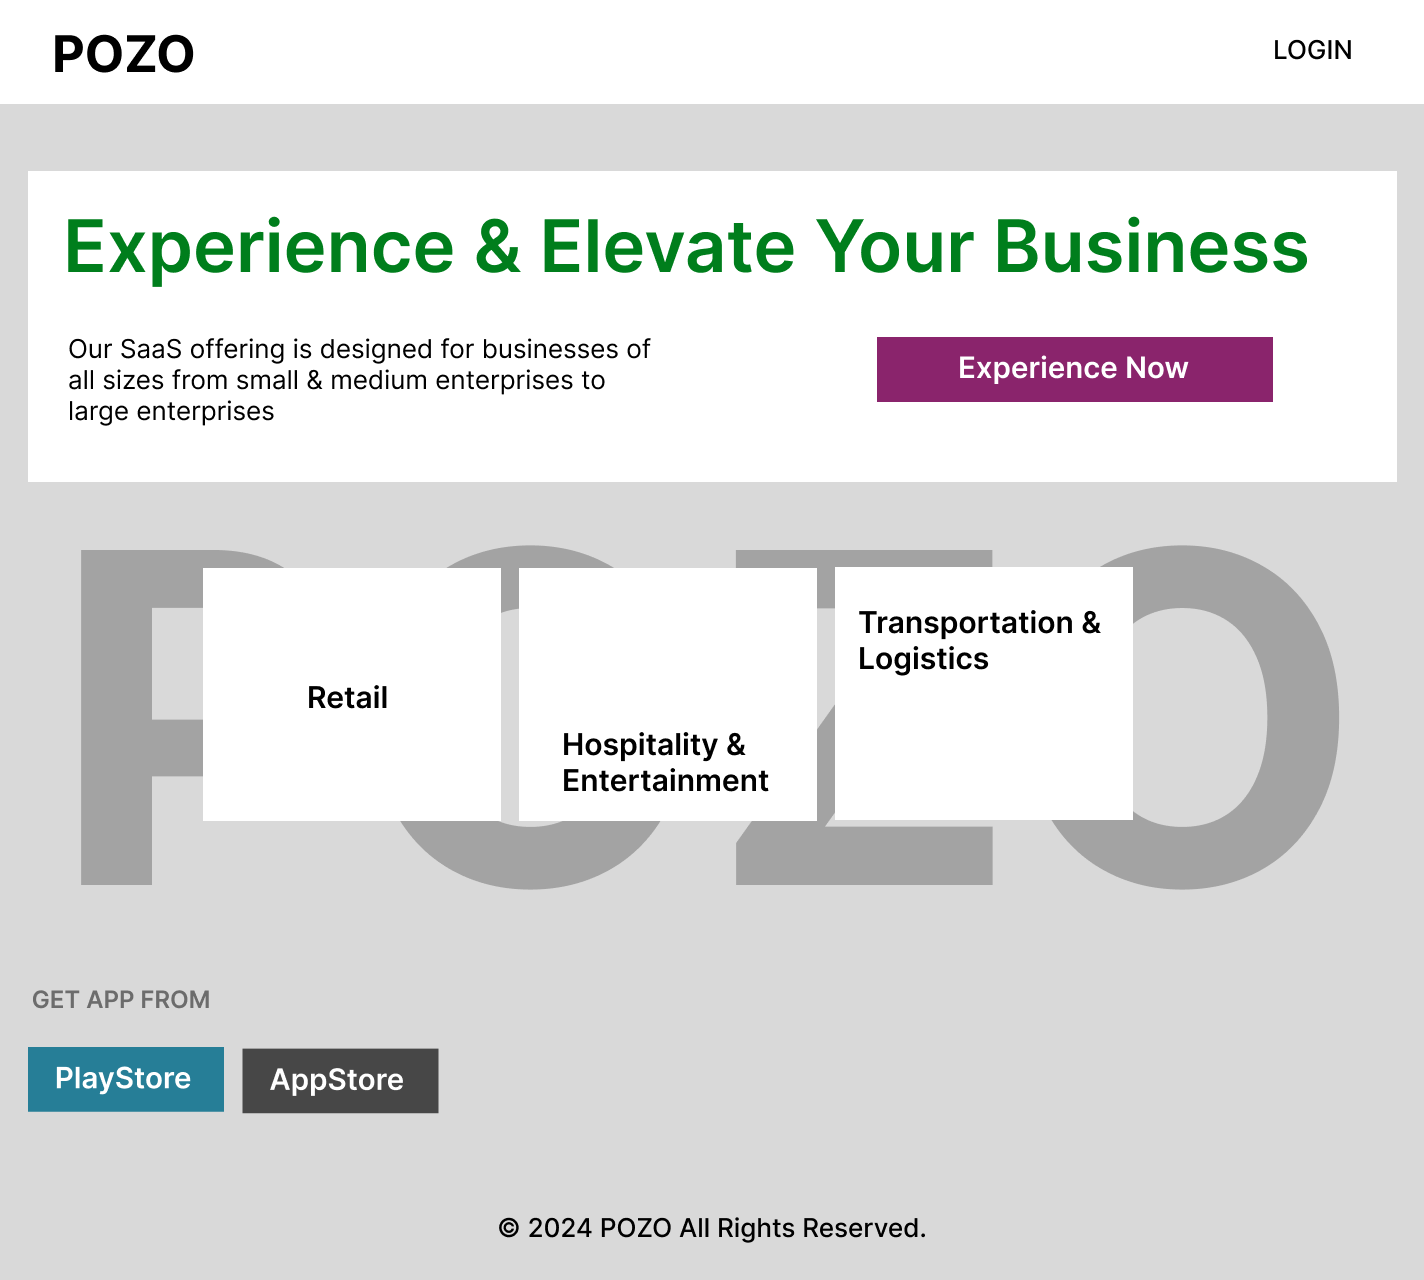 POZO
LOGIN
Experience & Elevate Your Business
Our SaaS offering is designed for businesses of
all sizes from small & medium enterprises to
large enterprises
Experience Now
POZO
Retail
Hospitality &
Entertainment
Transportation &
Logistics
GET APP FROM
PlayStore
AppStore
© 2024 POZO All Rights Reserved.